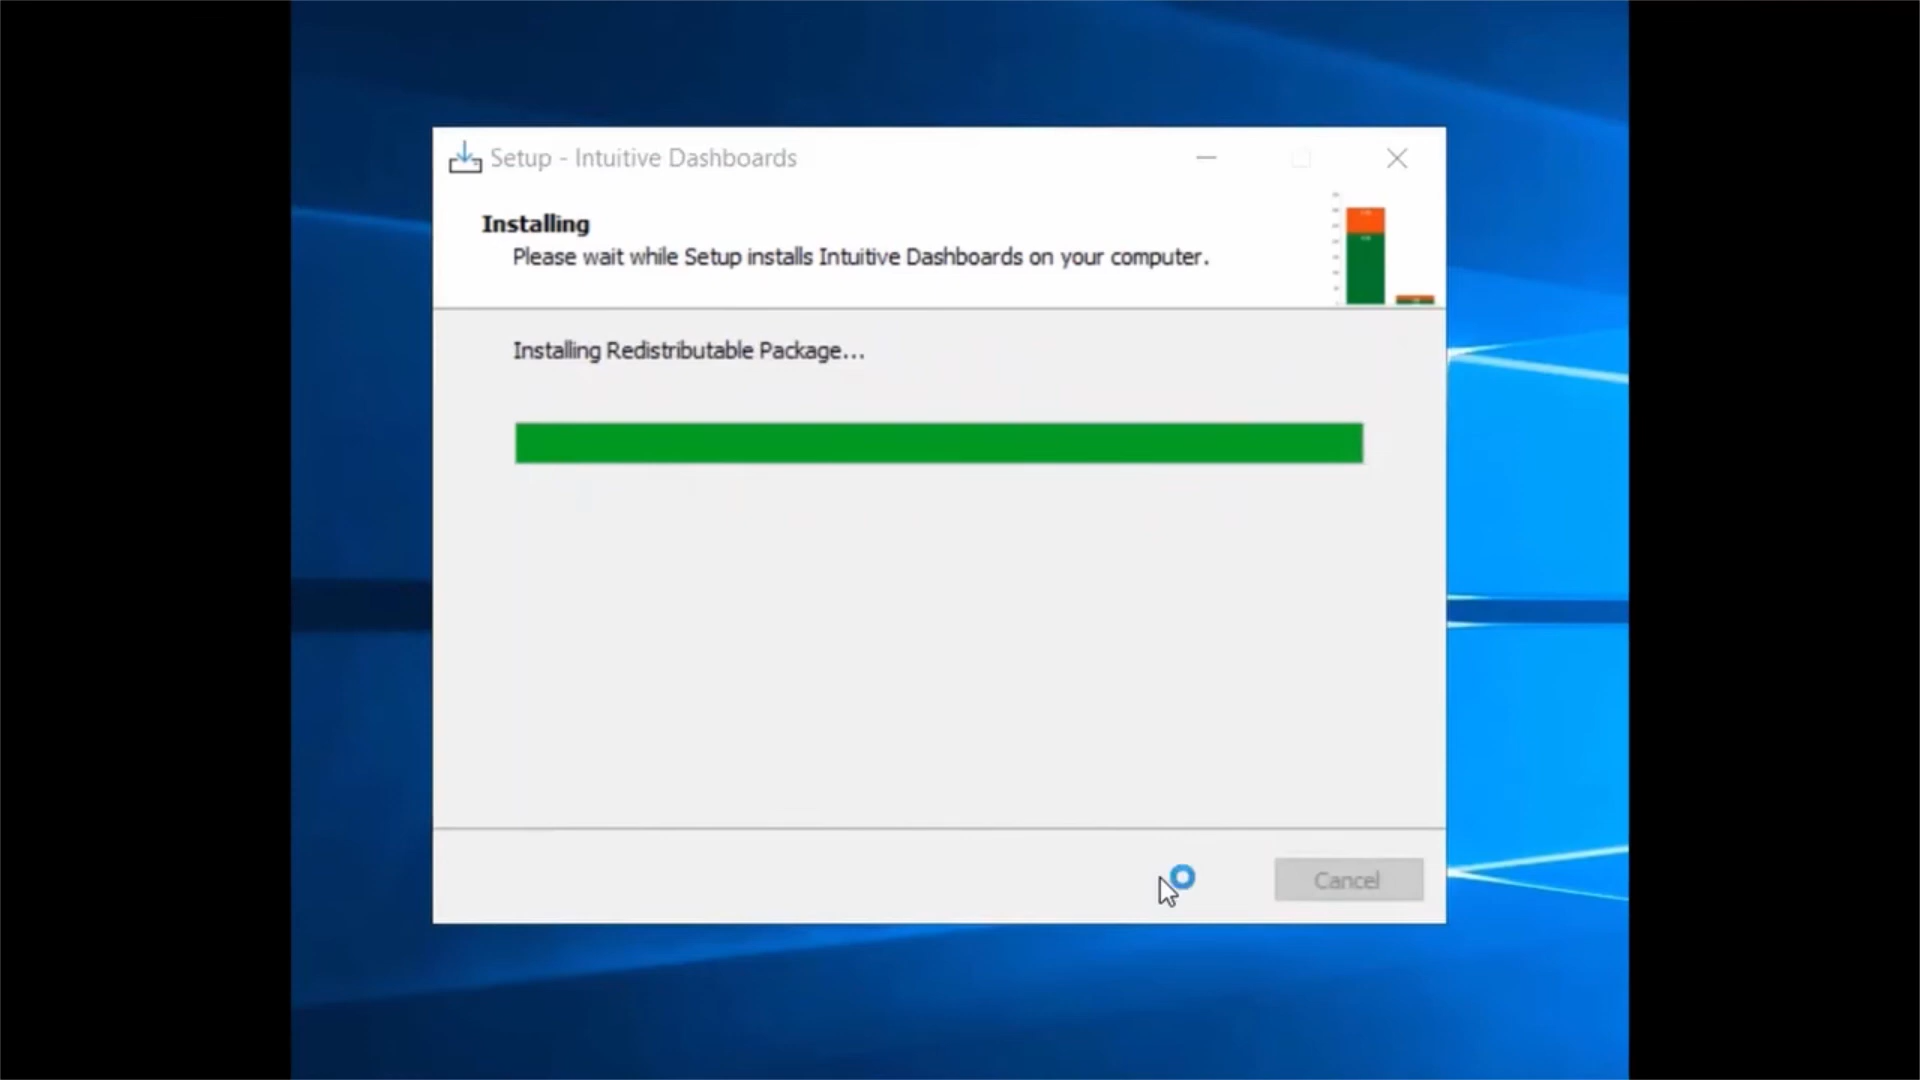 Setup - Intuitive Dashboards
Installing
Please wait while Setup installs Intuitive Dashboards on your computer.
Installing Redistributable Package...
Cancel